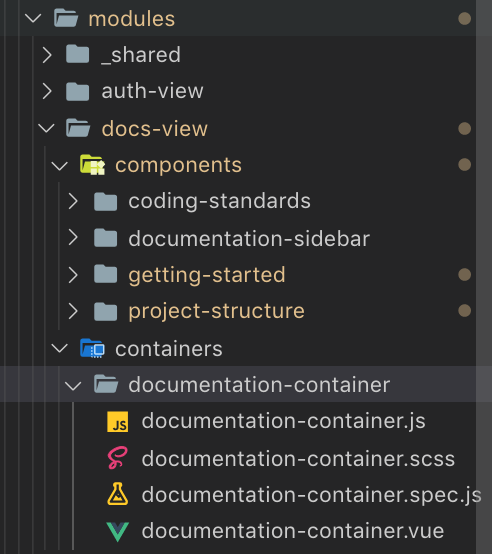 modules
_shared
auth-view
docs-view
components
coding-standards
documentation-sidebar
getting-started
project-structure
containers
documentation-container
JS documentation-container.js
documentation-container.scss
documentation-container.spec.js
documentation-container.vue